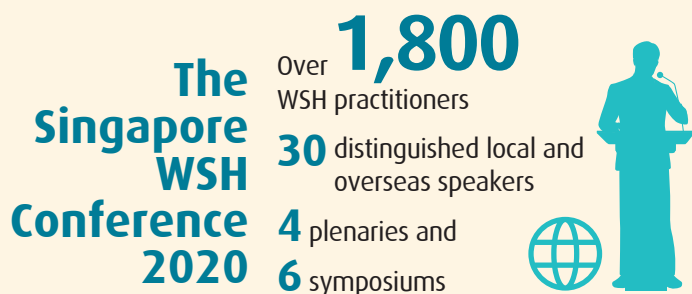 The
Singapore
WSH
Conference
2020
Over 1,800
WSH practitioners
30 distinguished local and
overseas speakers
4 plenaries and
6 symposiums